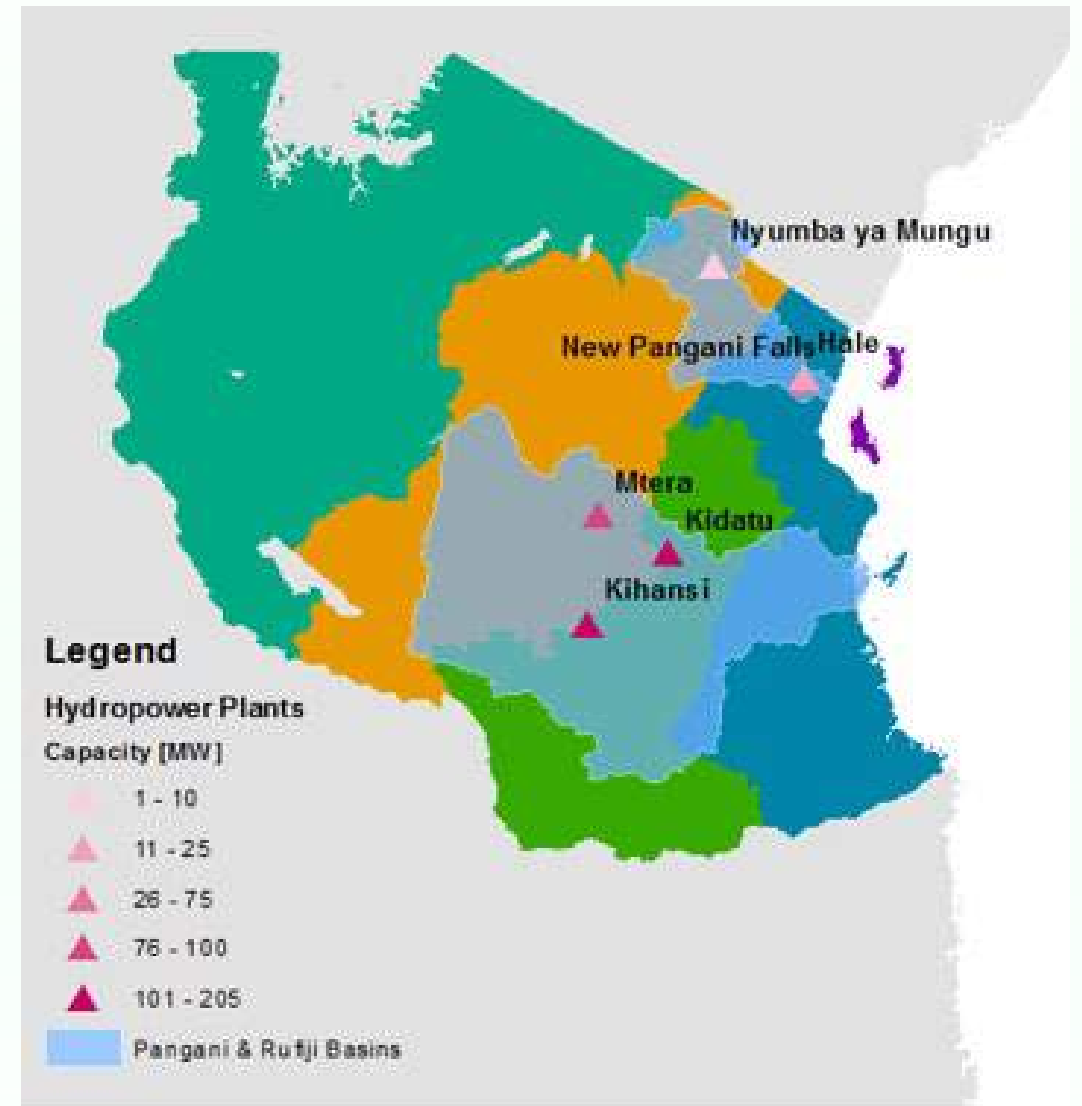 Nyumba ya Mungu
New Pangani Falls Hale
Mtera
Kidatu
Kihansi
Legend
Hydropower Plants
Capacity [MW]
1 - 10
11 - 25
26 - 75
76 - 100
101 - 205
Pangani & Rufiji Basins